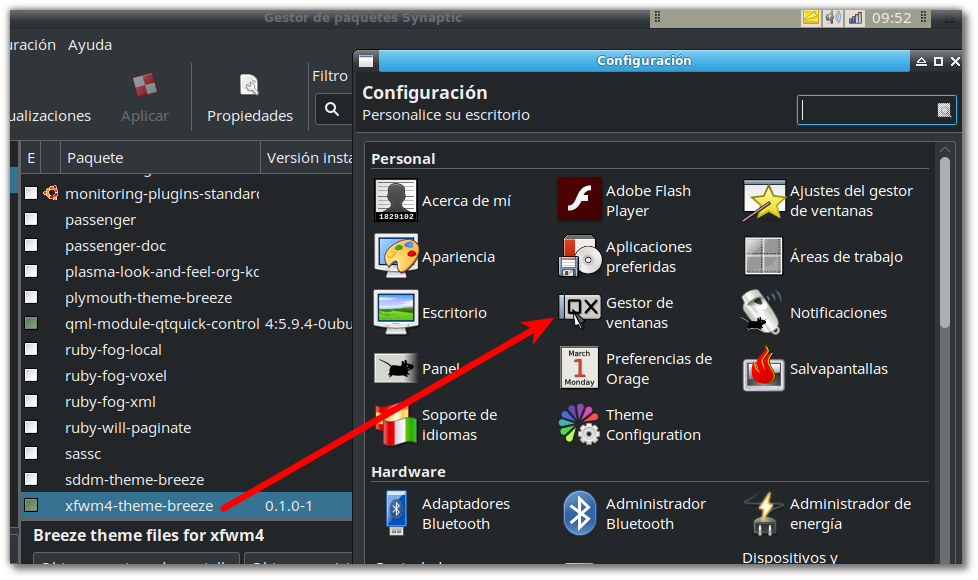 Gestor de paquetes Synaptic
09:52
uración Ayuda
ualizaciones
Aplicar
Propiedades
Filtro
E Paquete Versión insta
monitoring-plugins-standard
passenger
passenger-doc
plasma-look-and-feel-org-kd
plymouth-theme-breeze
qml-module-qtquick-control 4:5.9.4-0ubu
ruby-fog-local
ruby-fog-voxel
ruby-fog-xml
ruby-will-paginate
sassc
sddm-theme-breeze
xfwm4-theme-breeze 0.1.0-1
Breeze theme files for xfwm4
Configuración
Configuración
Personalice su escritorio
Personal
1829102
Acerca de mí
Adobe Flash
Player
Ajustes del gestor
de ventanas
Apariencia
Aplicaciones
preferidas
Áreas de trabajo
Escritorio
Gestor de
ventanas
Notificaciones
Panel
March
1
Monday
Preferencias de
Orage
Salvapantallas
Soporte de
idiomas
Theme
Configuration
Hardware
Adaptadores
Bluetooth
Administrador
Bluetooth
Administrador de
energía
Dispositivos y